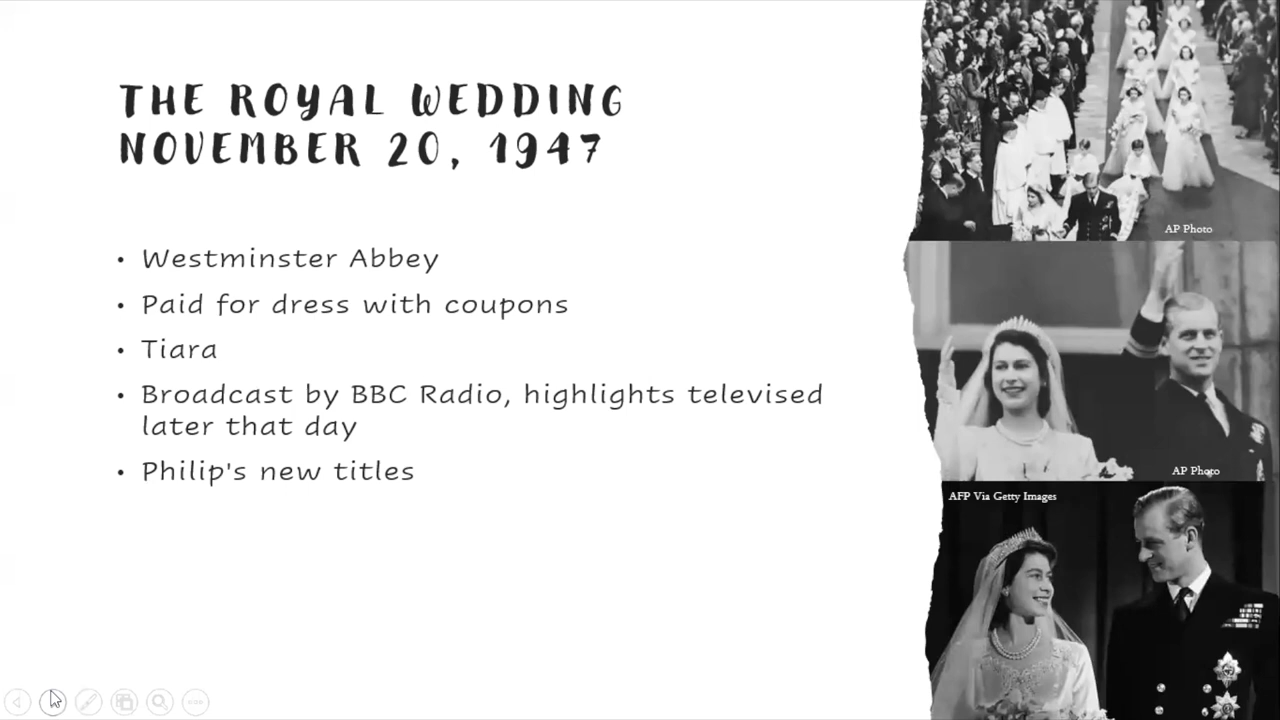 THE ROYAL WEDDING
NOVEMBER 20, 1947
• Westminster Abbey
• Paid for dress with coupons
• Tiara
• Broadcast by BBC Radio, highlights televised
later that day
• Philip's new titles
AP Photo
AP Photo
AFP Via Getty Images